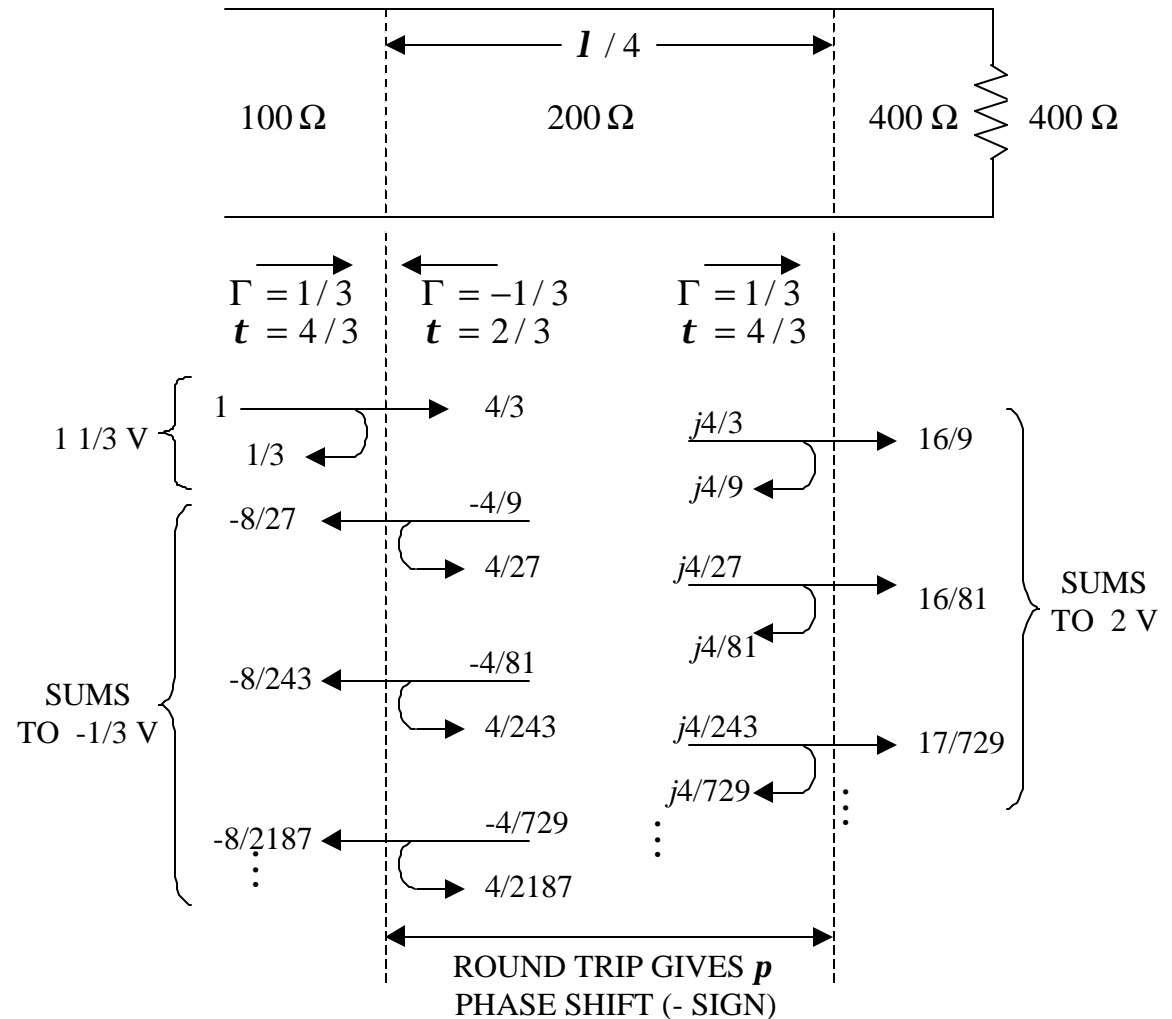 l / 4
100 Ω 200 Ω 400 Ω 400 Ω
Γ = 1/3 Γ = −1/3 Γ = 1/3
t = 4/3 t = 2/3 t = 4/3
1 4/3 j4/3
1 1/3 V 16/9
1/3 j4/9
-8/27 -4/9
4/27 j4/27
16/81
j4/81
-8/243 -4/81
4/243 j4/243
17/729
j4/729
-8/2187 -4/729
4/2187
SUMS
TO -1/3 V
SUMS
TO 2 V
ROUND TRIP GIVES p
PHASE SHIFT (- SIGN)